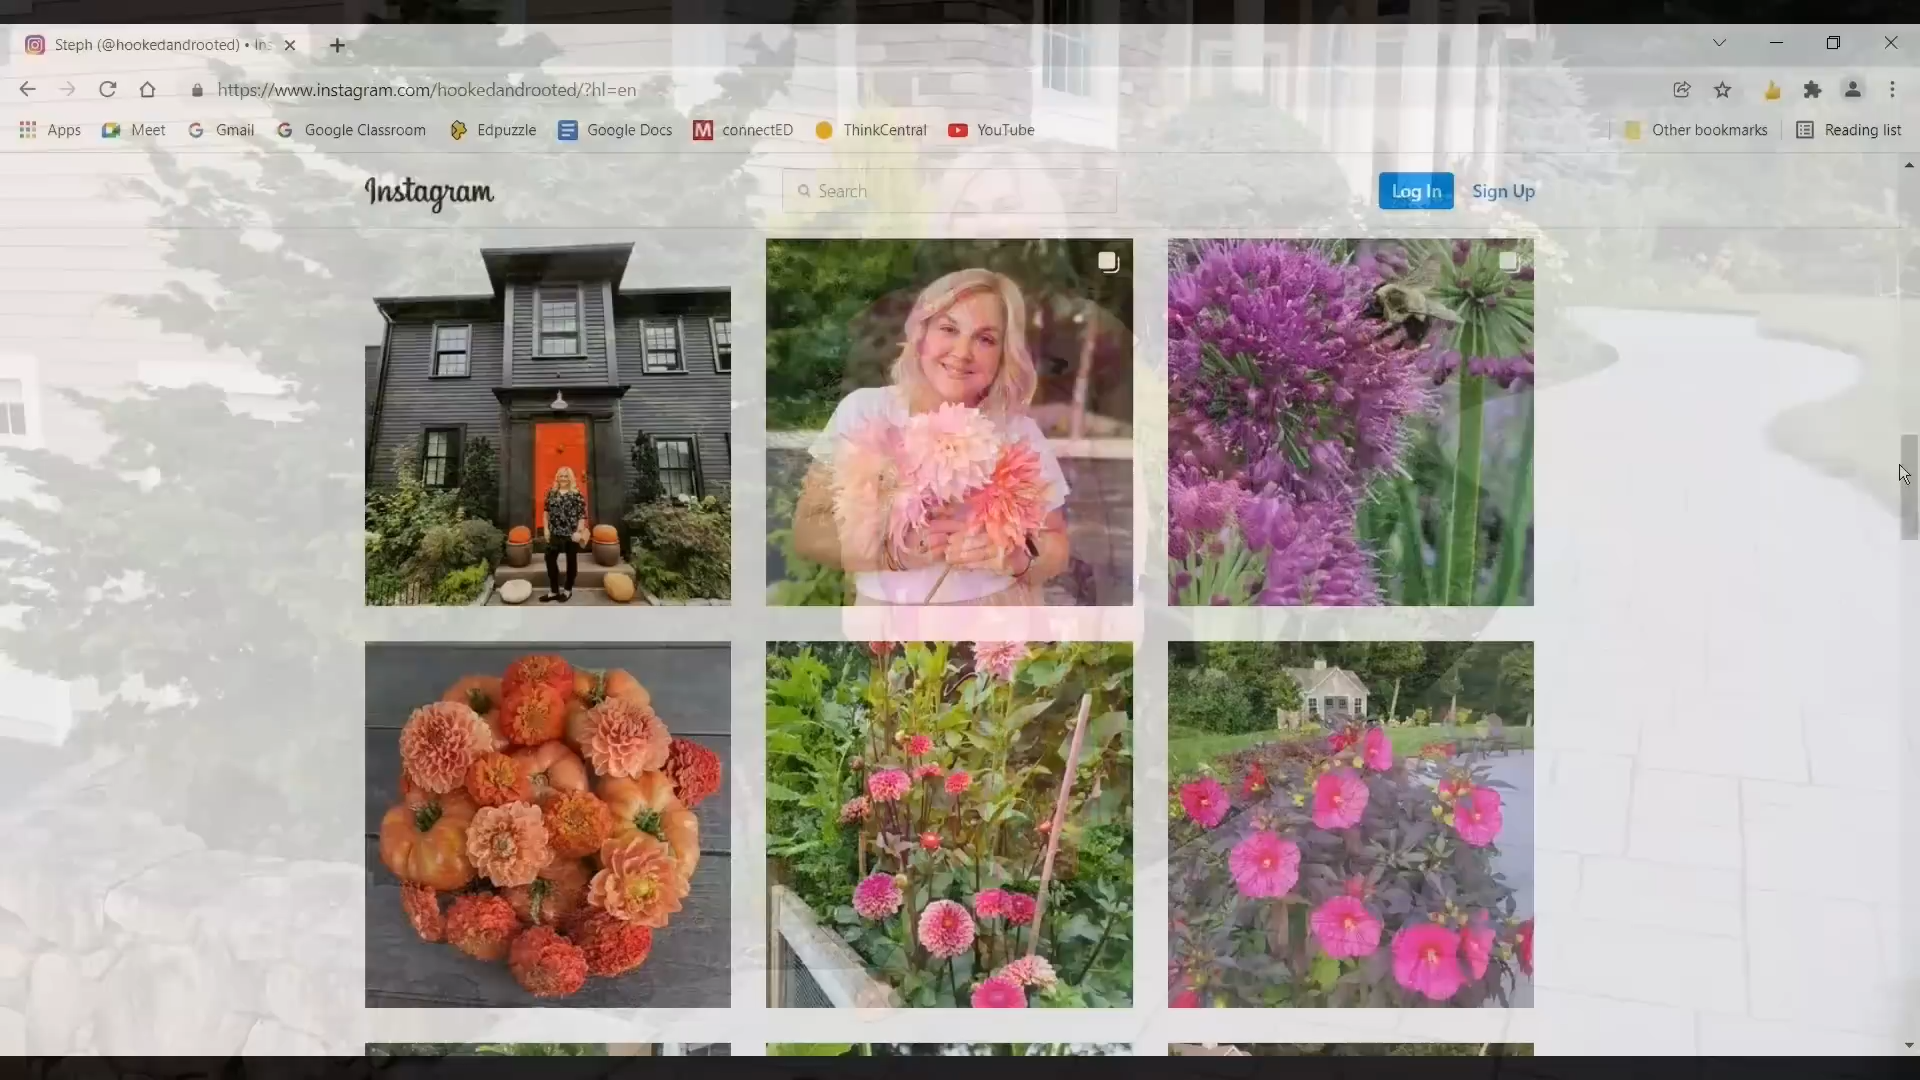 Steph (@hookedandrooted) • Ins
https://www.instagram.com/hookedandrooted/?hl=en
Apps Meet Gmail Google Classroom Edpuzzle Google Docs connectED ThinkCentral YouTube Other bookmarks Reading list
Instagram Search Log In Sign Up